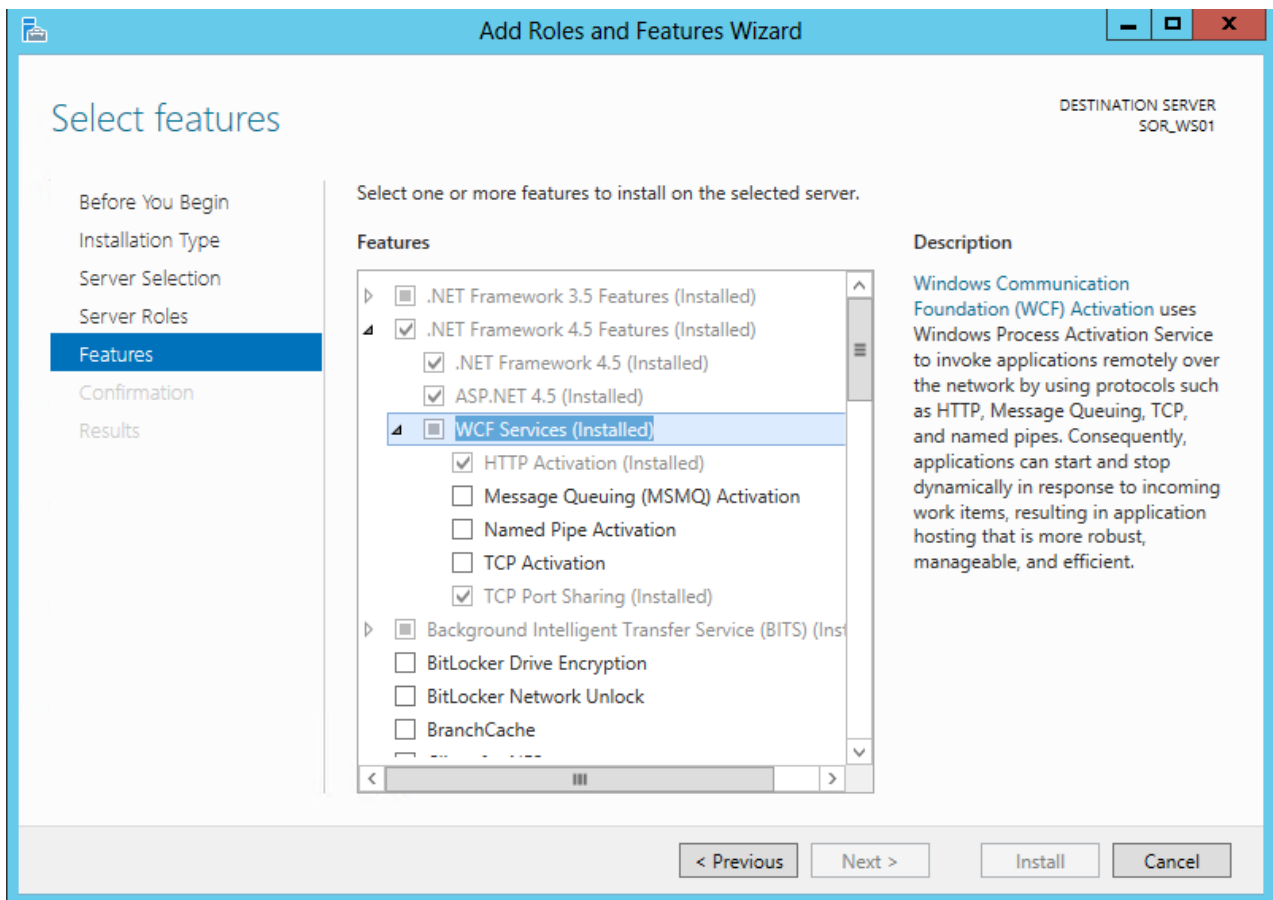 Add Roles and Features Wizard
x
Select features
DESTINATION SERVER
SOR_WS01
Before You Begin
Installation Type
Server Selection
Server Roles
Features
Confirmation
Results
Select one or more features to install on the selected server.
Features
.NET Framework 3.5 Features (Installed)
.NET Framework 4.5 Features (Installed)
.NET Framework 4.5 (Installed)
ASP.NET 4.5 (Installed)
WCF Services (Installed)
HTTP Activation (Installed)
Message Queuing (MSMQ) Activation
Named Pipe Activation
TCP Activation
TCP Port Sharing (Installed)
Background Intelligent Transfer Service (BITS) (Inst
BitLocker Drive Encryption
BitLocker Network Unlock
BranchCache
Description
Windows Communication
Foundation (WCF) Activation uses
Windows Process Activation Service
to invoke applications remotely over
the network by using protocols such
as HTTP, Message Queuing, TCP,
and named pipes. Consequently,
applications can start and stop
dynamically in response to incoming
work items, resulting in application
hosting that is more robust,
manageable, and efficient.
< Previous
Next >
Install
Cancel